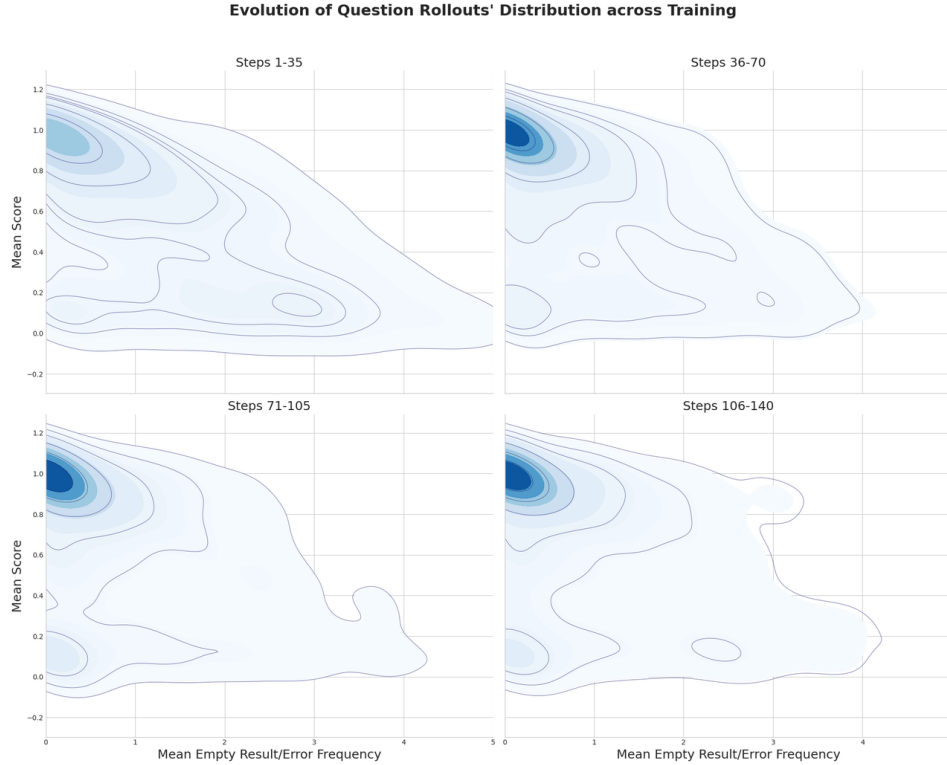 Evolution of Question Rollouts' Distribution across Training
Steps 1-35
Steps 36-70
1.2
1.0
0.8
0.6
0.4
0.2
0.0
−0.2
Mean Score
0 1 2 3 4
Steps 71-105
Steps 106-140
1.2
1.0
0.8
0.6
0.4
0.2
0.0
−0.2
Mean Score
0 1 2 3 4 5
0 1 2 3 4
Mean Empty Result/Error Frequency
Mean Empty Result/Error Frequency